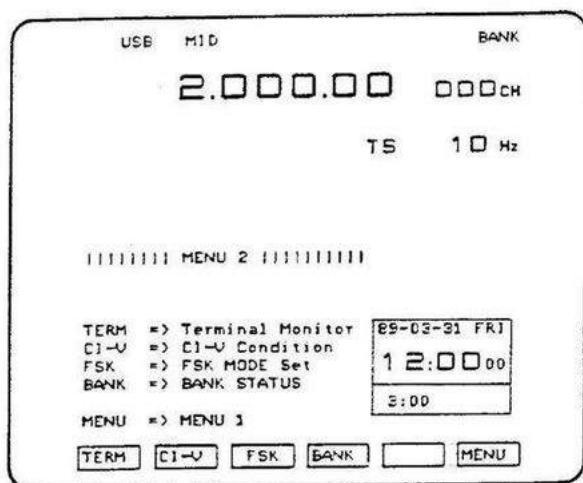 USB MID BANK
2.000.00 000CH
TS 10 Hz
|||||||| MENU 2 ||||||||||
TERM => Terminal Monitor
CI-V => CI-V Condition
FSK => FSK MODE Set
BANK => BANK STATUS
MENU => MENU 1
89-03-31 FRI
12:00 00
3:00
TERM CI-V FSK BANK MENU